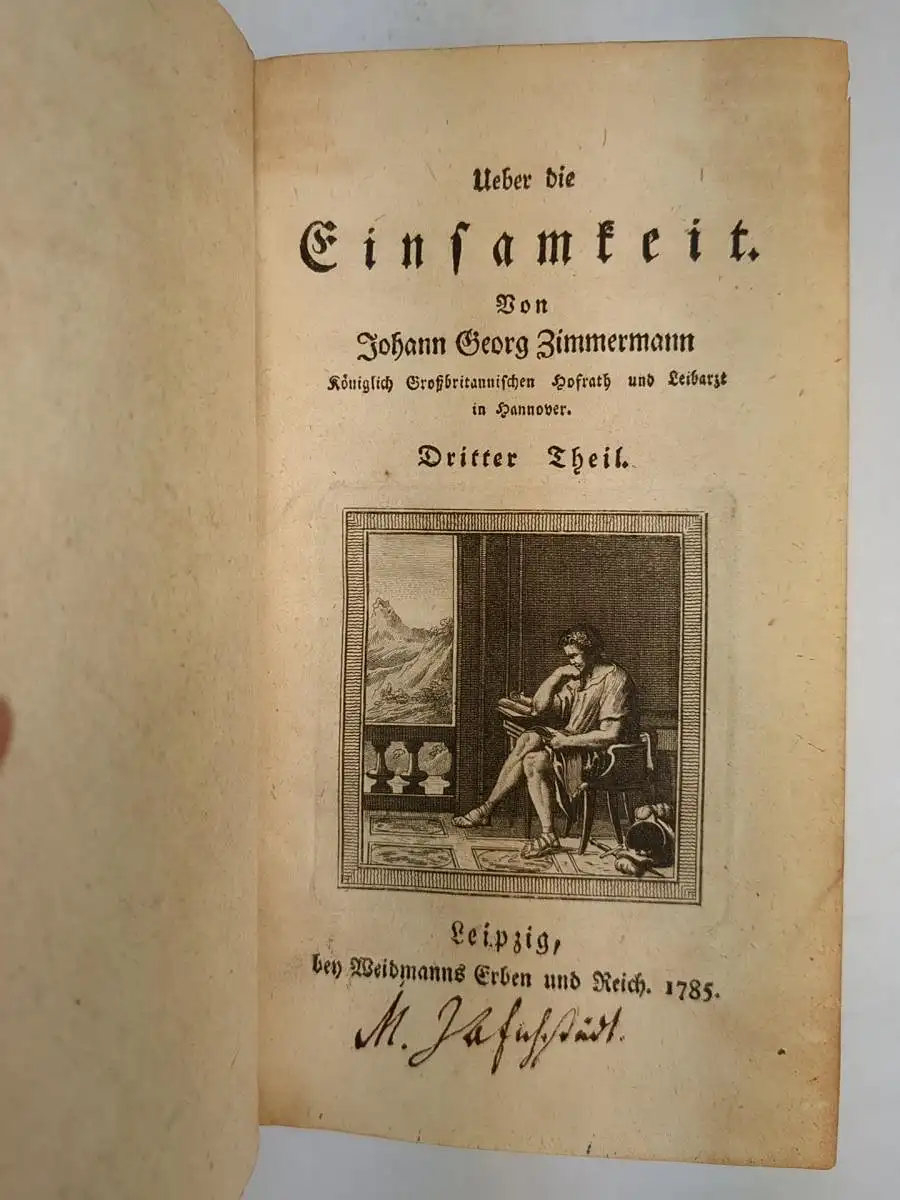 Ueber die
Einsamkeit.
Von
Johann Georg Zimmermann
Königlich Großbritannischen Hofrath und Leibarzt
in Hannover.
Dritter Theil.
Leipzig,
bey Weidmanns Erben und Reich. 1785.
M.